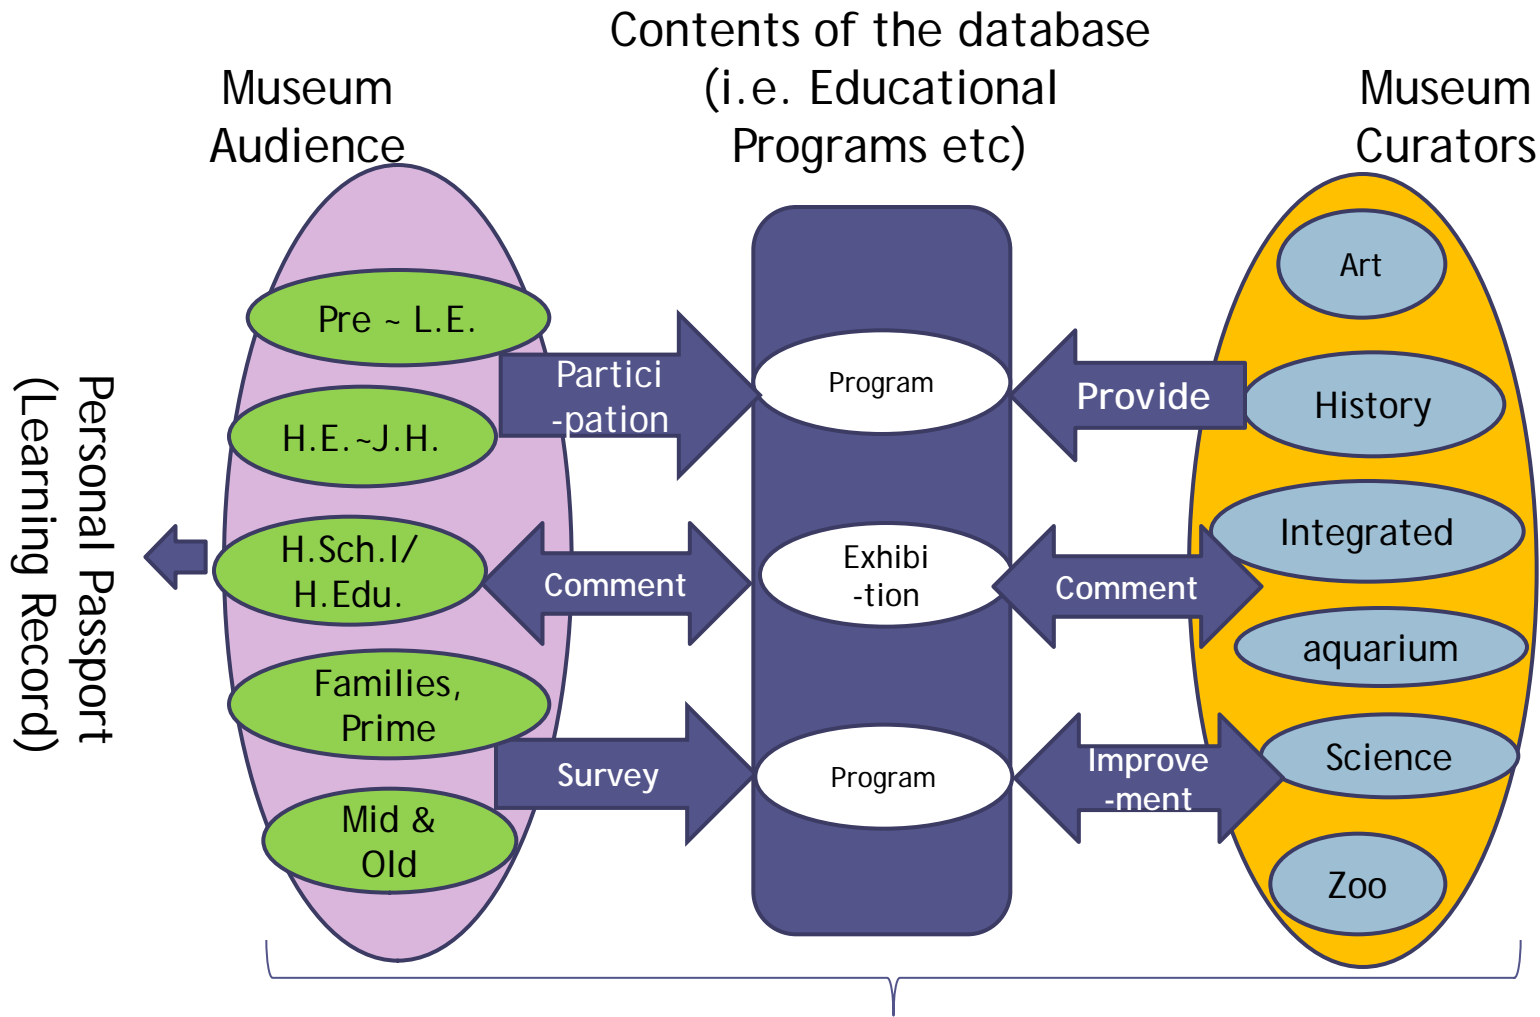 Contents of the database
(i.e. Educational
Programs etc)
Museum
Audience
Museum
Curators
Personal Passport
(Learning Record)
Pre ~ L.E.
H.E.~J.H.
H.Sch.l/
H.Edu.
Families,
Prime
Mid &
Old
Partici
-pation
Comment
Survey
Program
Exhibi
-tion
Program
Provide
Comment
Improve
-ment
Art
History
Integrated
aquarium
Science
Zoo